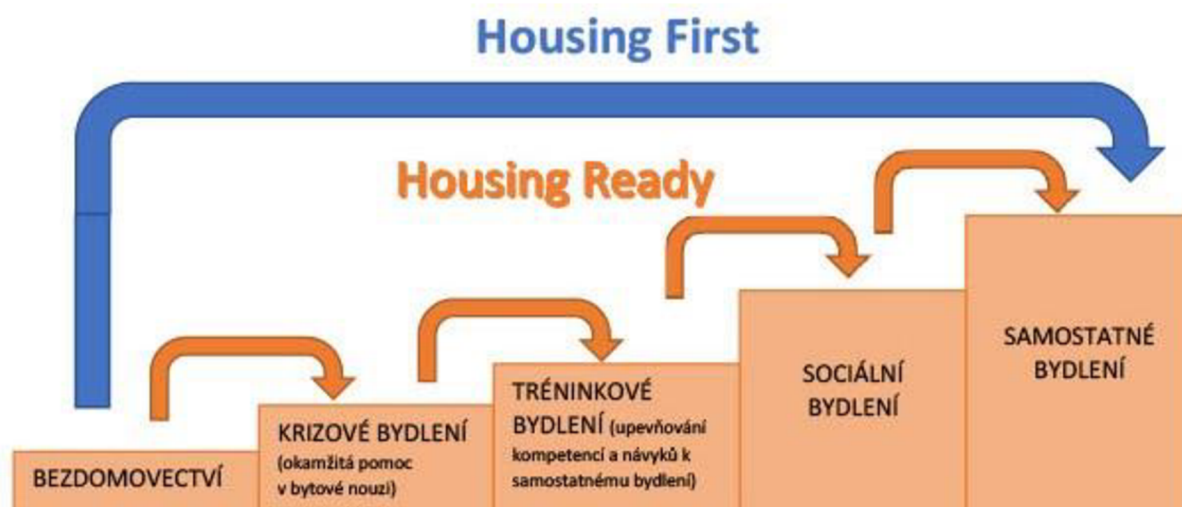 Housing First
Housing Ready
BEZDOMOVECTVÍ
KRIZOVÉ BYDLENÍ
(okamžitá pomoc
v bytové nouzi)
TRÉNINKOVÉ
BYDLENÍ (upevňování
kompetencí a návyků k
samostatnému bydlení)
SOCIÁLNÍ
BYDLENÍ
SAMOSTATNÉ
BYDLENÍ